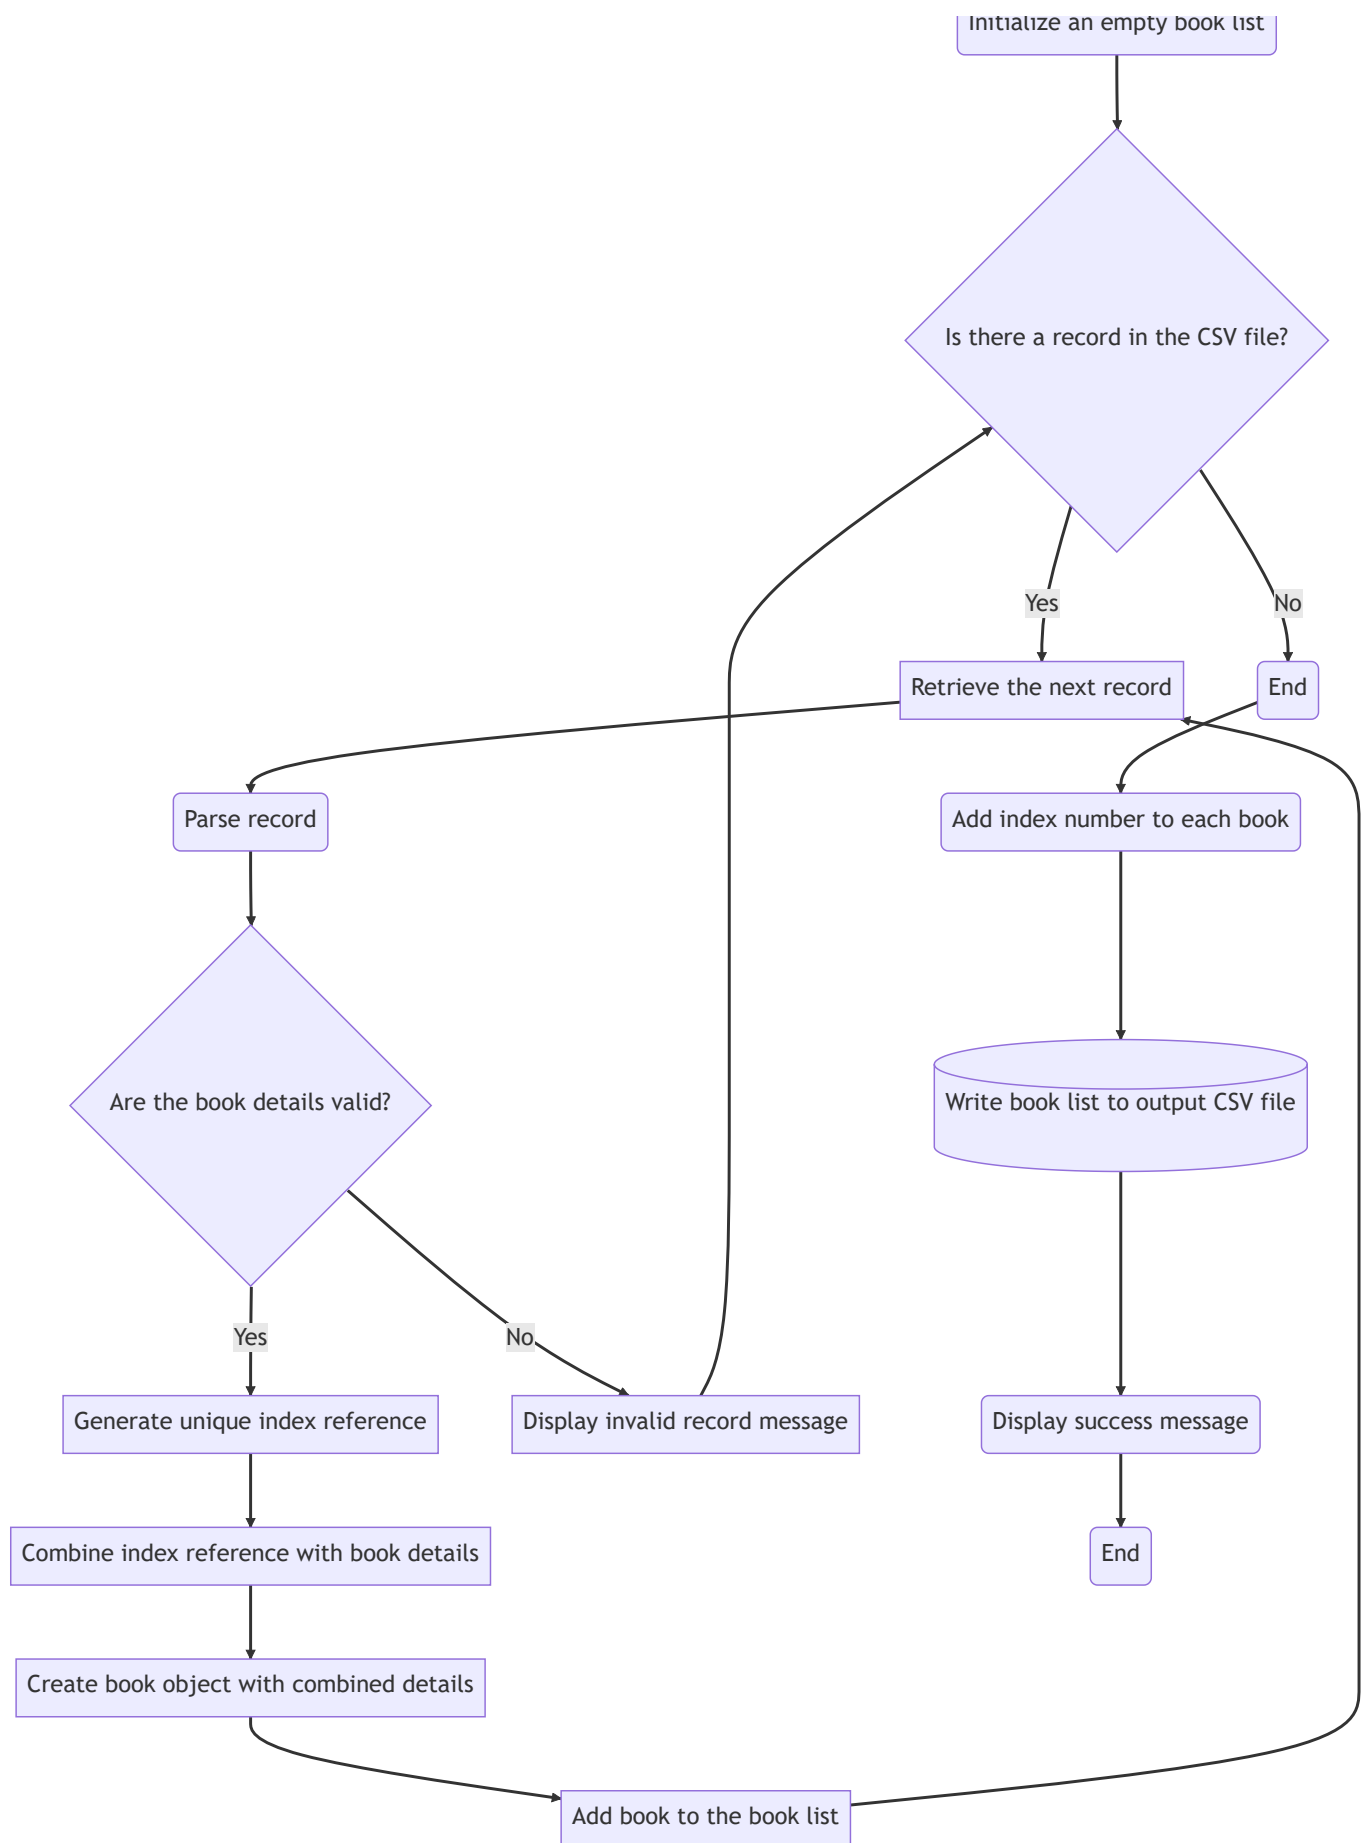 Initialize an empty book list
Is there a record in the CSV file?
Yes
No
Retrieve the next record
End
Parse record
Add index number to each book
Are the book details valid?
Write book list to output CSV file
Yes
No
Generate unique index reference
Display invalid record message
Display success message
Combine index reference with book details
End
Create book object with combined details
Add book to the book list